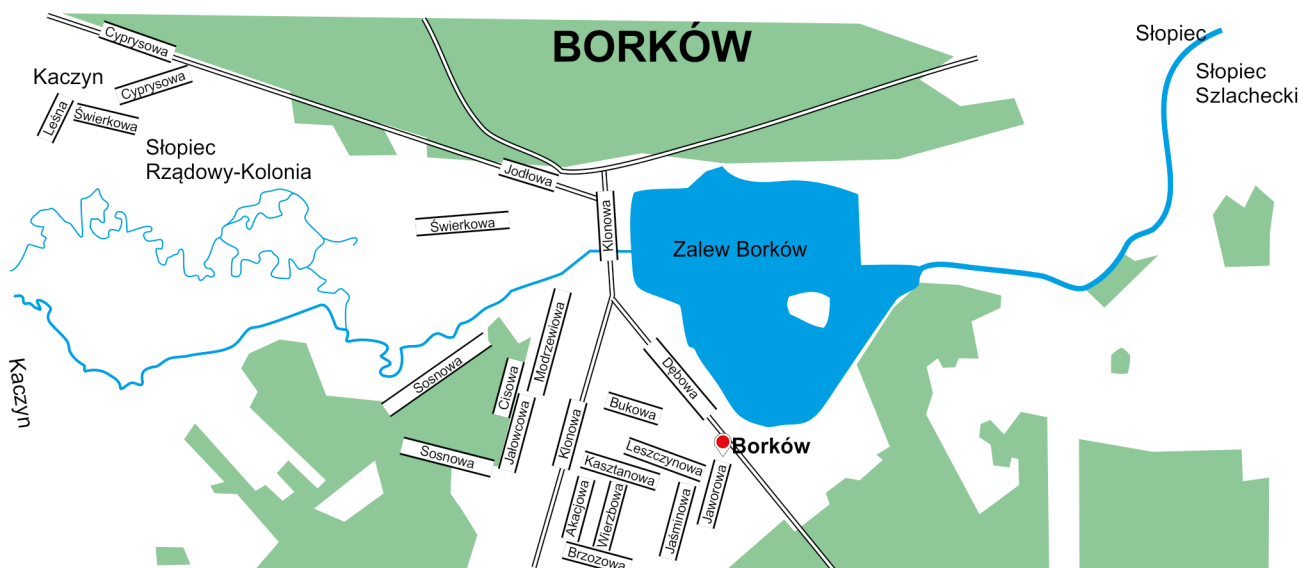 BORKÓW
Cyprysowa
Słopiec
Kaczyn
Cyprysowa
Słopiec
Szlachecki
Leśna
Świerkowa
Słopiec
Rządowy-Kolonia
Jodłowa
Świerkowa
Klonowa
Zalew Borków
Modrzewiowa
Sosnowa
Kaczyn
Cisowa
Dębowa
Bukowa
Jałowcowa
Klonowa
Borków
Sosnowa
Leszczynowa
Kasztanowa
Jaworowa
Akacjowa
Wierzbowa
Jaśminowa
Brzozowa